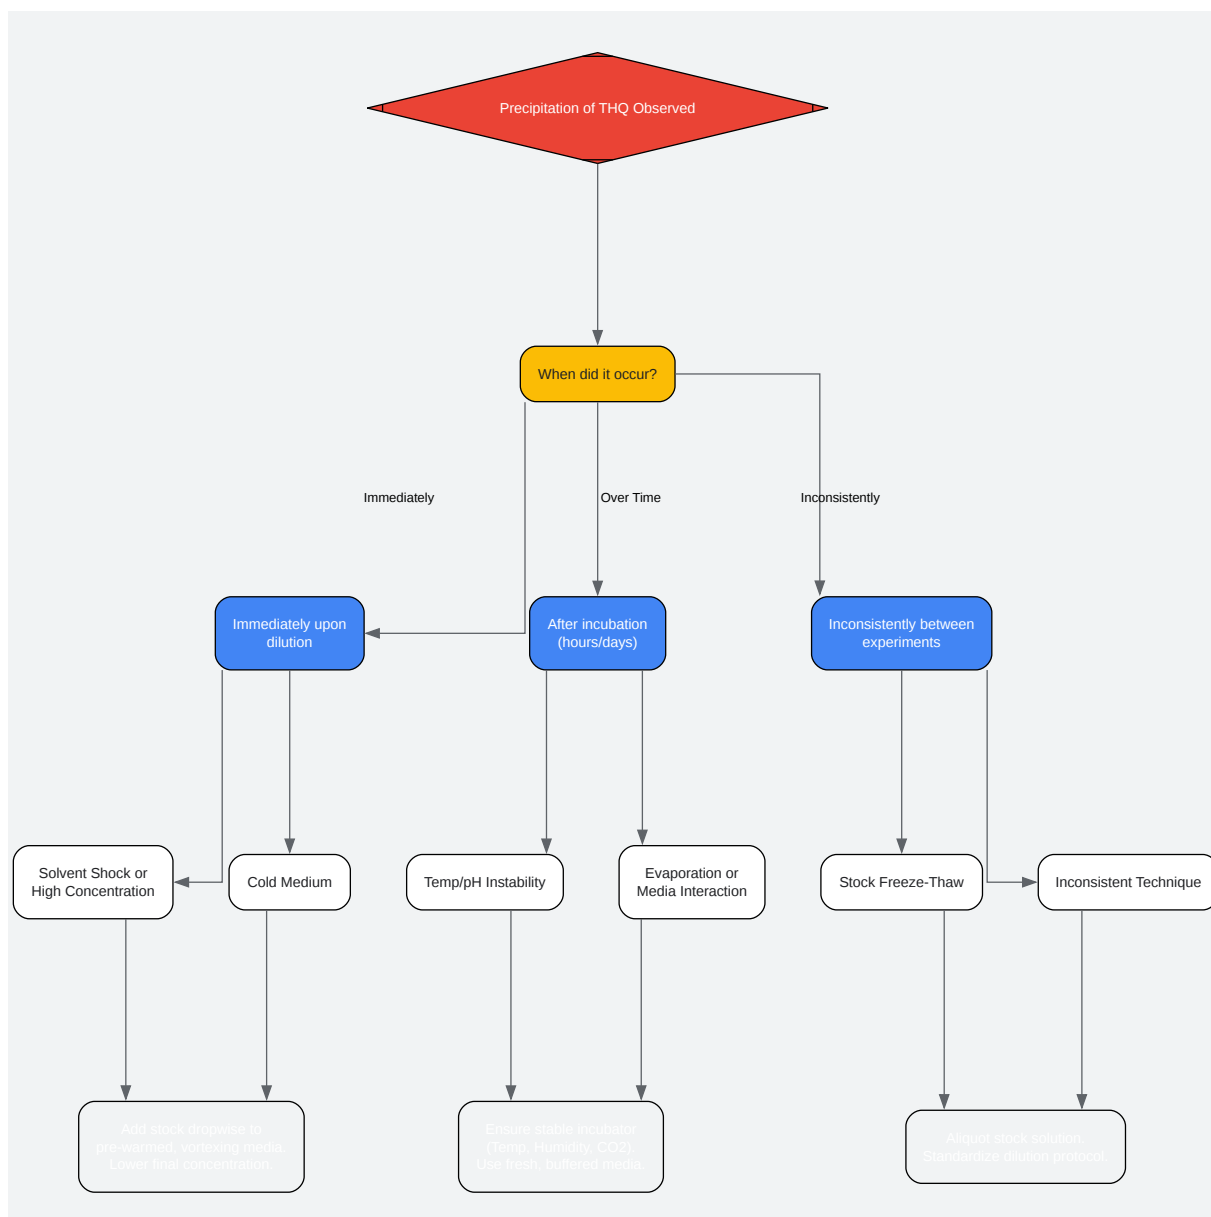 Precipitation of THQ Observed
When did it occur?
Immediately
Over Time
Inconsistently
Immediately upon
dilution
After incubation
(hours/days)
Inconsistently between
experiments
Solvent Shock or
High Concentration
Cold Medium
Temp/pH Instability
Evaporation or
Media Interaction
Stock Freeze-Thaw
Inconsistent Technique
Add stock dropwise to
pre-warmed, vortexing media.
Lower final concentration.
Ensure stable incubator
(Temp, Humidity, CO2).
Use fresh, buffered media.
Aliquot stock solution.
Standardize dilution protocol.